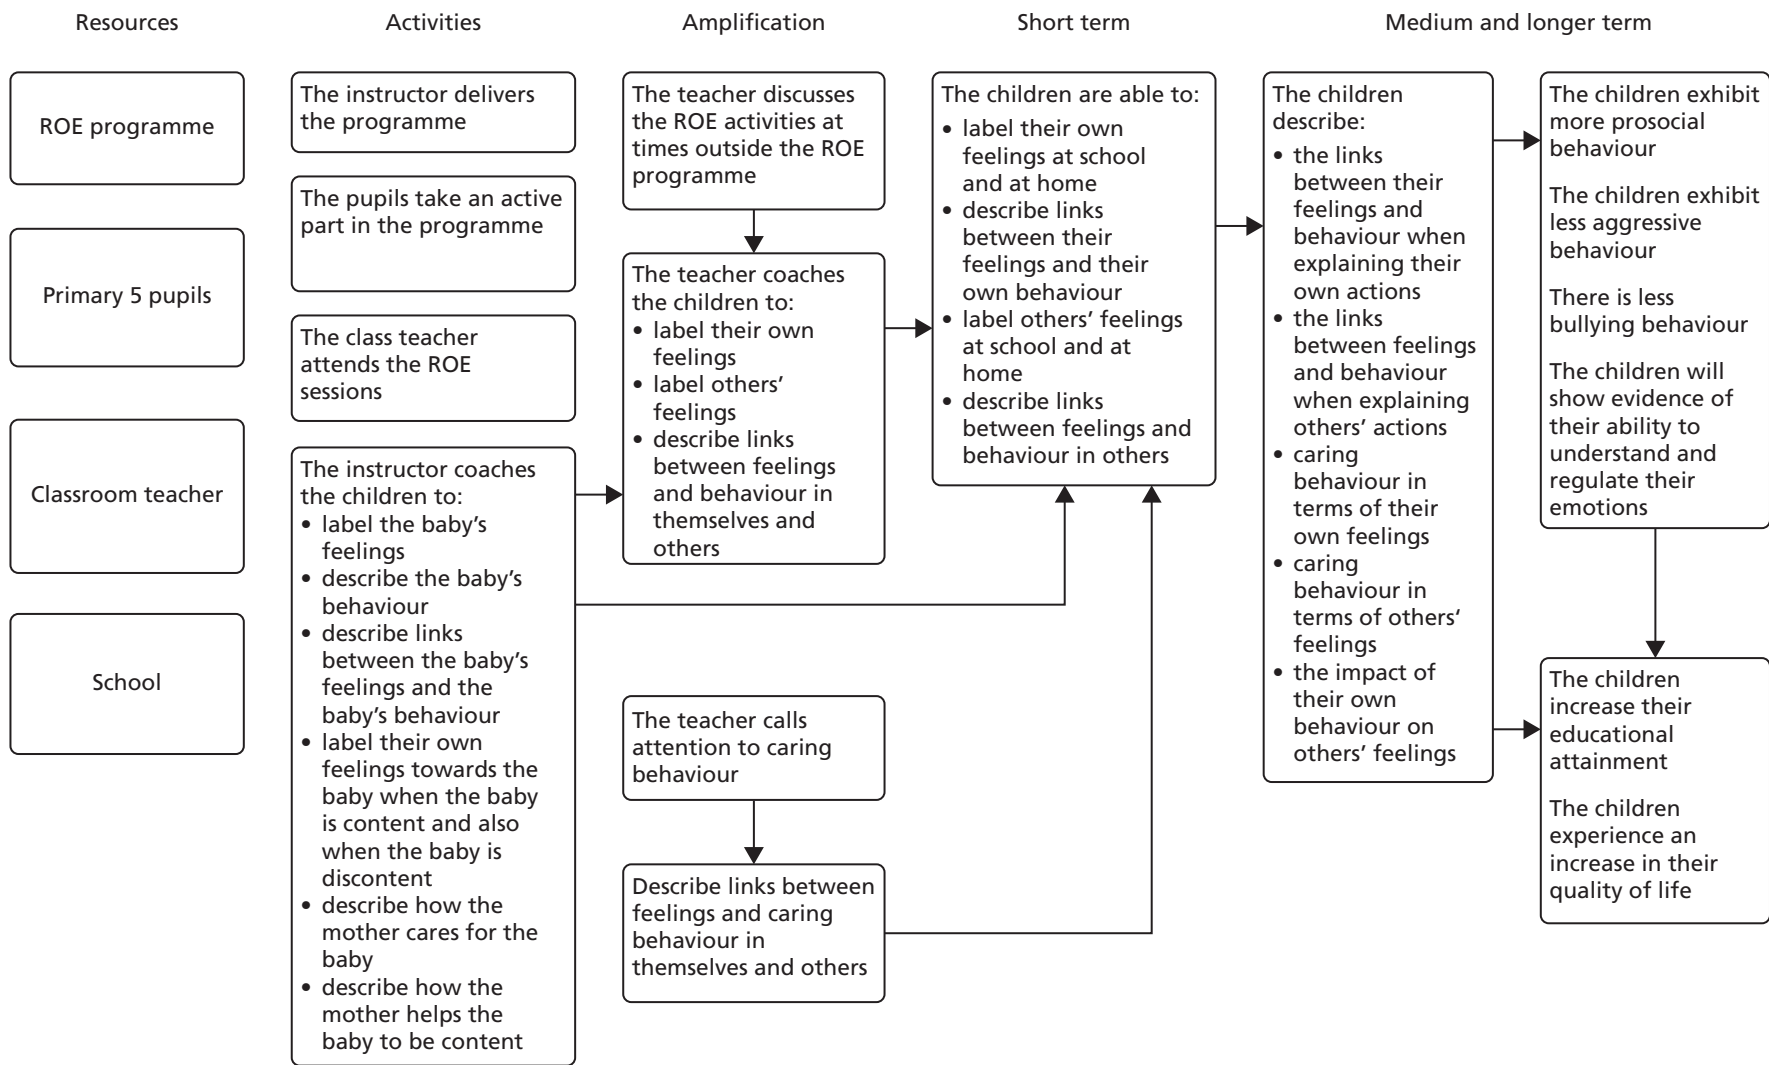 Resources
Activities
Amplification
Short term
Medium and longer term
ROE programme
Primary 5 pupils
Classroom teacher
School
The instructor delivers
the programme
The pupils take an active
part in the programme
The class teacher
attends the ROE
sessions
The instructor coaches
the children to:
• label the baby's
feelings
• describe the baby's
behaviour
• describe links
between the baby's
feelings and the
baby's behaviour
• label their own
feelings towards the
baby when the baby
is content and also
when the baby is
discontent
• describe how the
mother cares for the
baby
• describe how the
mother helps the
baby to be content
The teacher discusses
the ROE activities at
times outside the ROE
programme
The teacher coaches
the children to:
• label their own
feelings
• label others'
feelings
• describe links
between feelings
and behaviour in
themselves and
others
The teacher calls
attention to caring
behaviour
Describe links between
feelings and caring
behaviour in
themselves and others
The children are able to:
• label their own
feelings at school
and at home
• describe links
between their
feelings and their
own behaviour
• label others' feelings
at school and at
home
• describe links
between feelings and
behaviour in others
The children
describe:
• the links
between their
feelings and
behaviour when
explaining their
own actions
• the links
between feelings
and behaviour
when explaining
others' actions
• caring
behaviour in
terms of their
own feelings
• caring
behaviour in
terms of others'
feelings
• the impact of
their own
behaviour on
others' feelings
The children exhibit
more prosocial
behaviour
The children exhibit
less aggressive
behaviour
There is less
bullying behaviour
The children will
show evidence of
their ability to
understand and
regulate their
emotions
The children
increase their
educational
attainment
The children
experience an
increase in their
quality of life